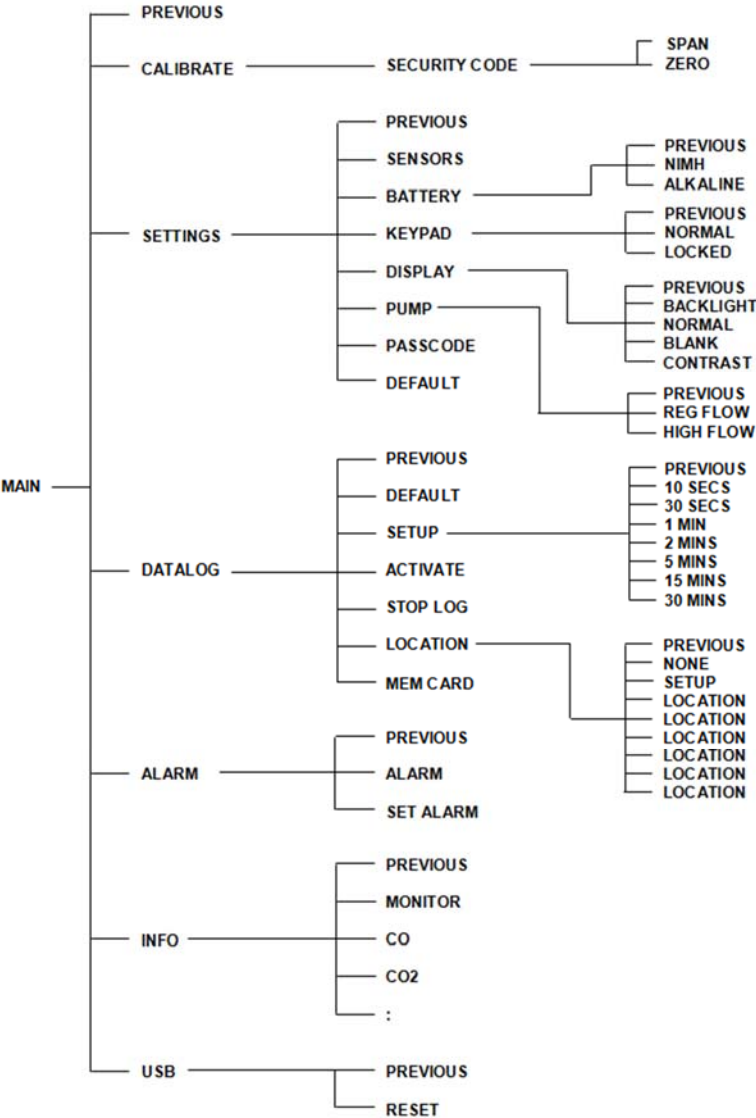 PREVIOUS
CALIBRATE
SECURITY CODE
SPAN
ZERO
PREVIOUS
SENSORS
BATTERY
PREVIOUS
NIMH
ALKALINE
SETTINGS
KEYPAD
PREVIOUS
NORMAL
LOCKED
DISPLAY
PREVIOUS
BACKLIGHT
NORMAL
BLANK
CONTRAST
PUMP
PREVIOUS
REG FLOW
HIGH FLOW
PASSCODE
DEFAULT
MAIN
DATALOG
PREVIOUS
DEFAULT
SETUP
PREVIOUS
10 SECS
30 SECS
1 MIN
2 MINS
5 MINS
15 MINS
30 MINS
ACTIVATE
STOP LOG
LOCATION
PREVIOUS
NONE
SETUP
LOCATION
LOCATION
LOCATION
LOCATION
LOCATION
LOCATION
MEM CARD
ALARM
PREVIOUS
ALARM
SET ALARM
INFO
PREVIOUS
MONITOR
CO
CO2
:
USB
PREVIOUS
RESET